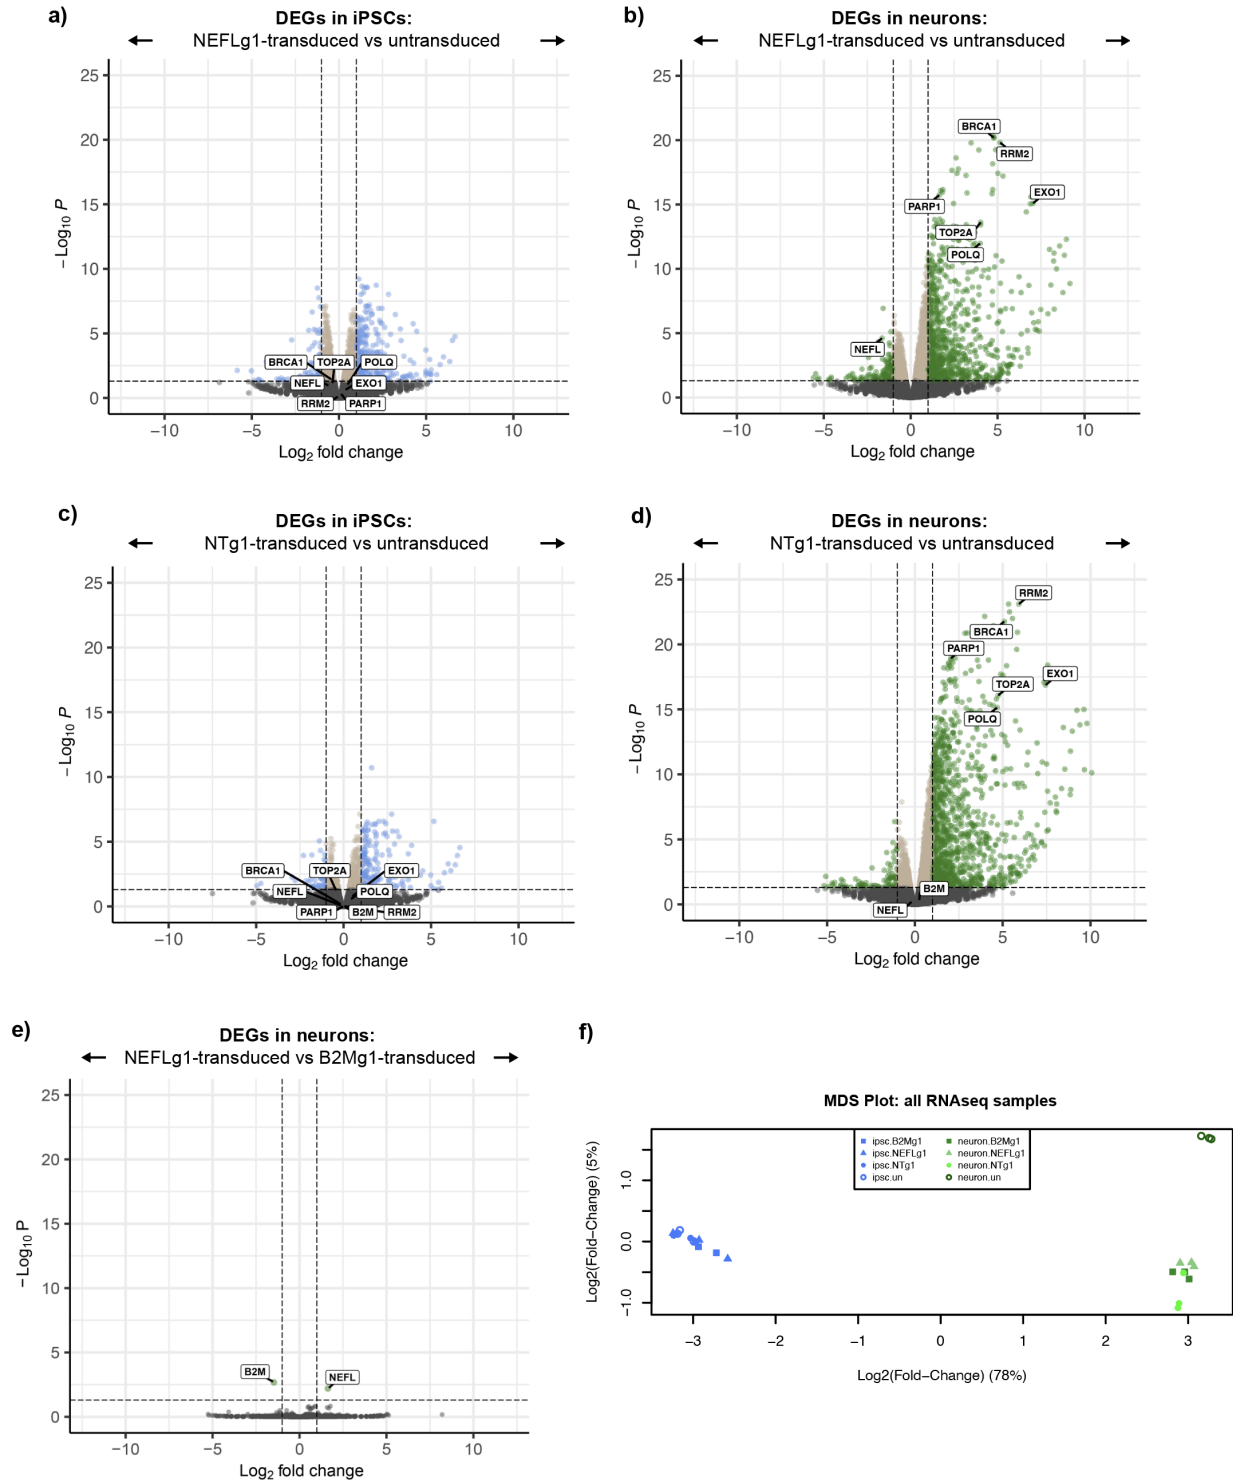 a)
DEGs in iPSCs:
← NEFLg1-transduced vs untransduced →
25
20
15
10
5
0
− Log10 P
BRCA1 TOP2A POLQ
NEFL EXO1
RRM2 PARP1
−10 −5 0 5 10
Log2 fold change
b)
DEGs in neurons:
← NEFLg1-transduced vs untransduced →
25
20
15
10
5
0
− Log10 P
BRCA1
RRM2
EXO1
PARP1
TOP2A
POLQ
NEFL
−10 −5 0 5 10
Log2 fold change
c)
DEGs in iPSCs:
← NTg1-transduced vs untransduced →
25
20
15
10
5
0
− Log10 P
BRCA1 TOP2A EXO1
NEFL POLQ
PARP1 B2M RRM2
−10 −5 0 5 10
Log2 fold change
d)
DEGs in neurons:
← NTg1-transduced vs untransduced →
25
20
15
10
5
0
− Log10 P
RRM2
BRCA1
PARP1
EXO1
TOP2A
POLQ
B2M
NEFL
−10 −5 0 5 10
Log2 fold change
e)
DEGs in neurons:
← NEFLg1-transduced vs B2Mg1-transduced →
25
20
15
10
5
0
−Log10 P
B2M NEFL
−10 −5 0 5 10
Log2 fold change
f)
MDS Plot: all RNAseq samples
ipsc.B2Mg1 neuron.B2Mg1
ipsc.NEFLg1 neuron.NEFLg1
ipsc.NTg1 neuron.NTg1
ipsc.un neuron.un
1.0
0.0
−1.0
Log2(Fold−Change) (5%)
−3 −2 −1 0 1 2 3
Log2(Fold−Change) (78%)